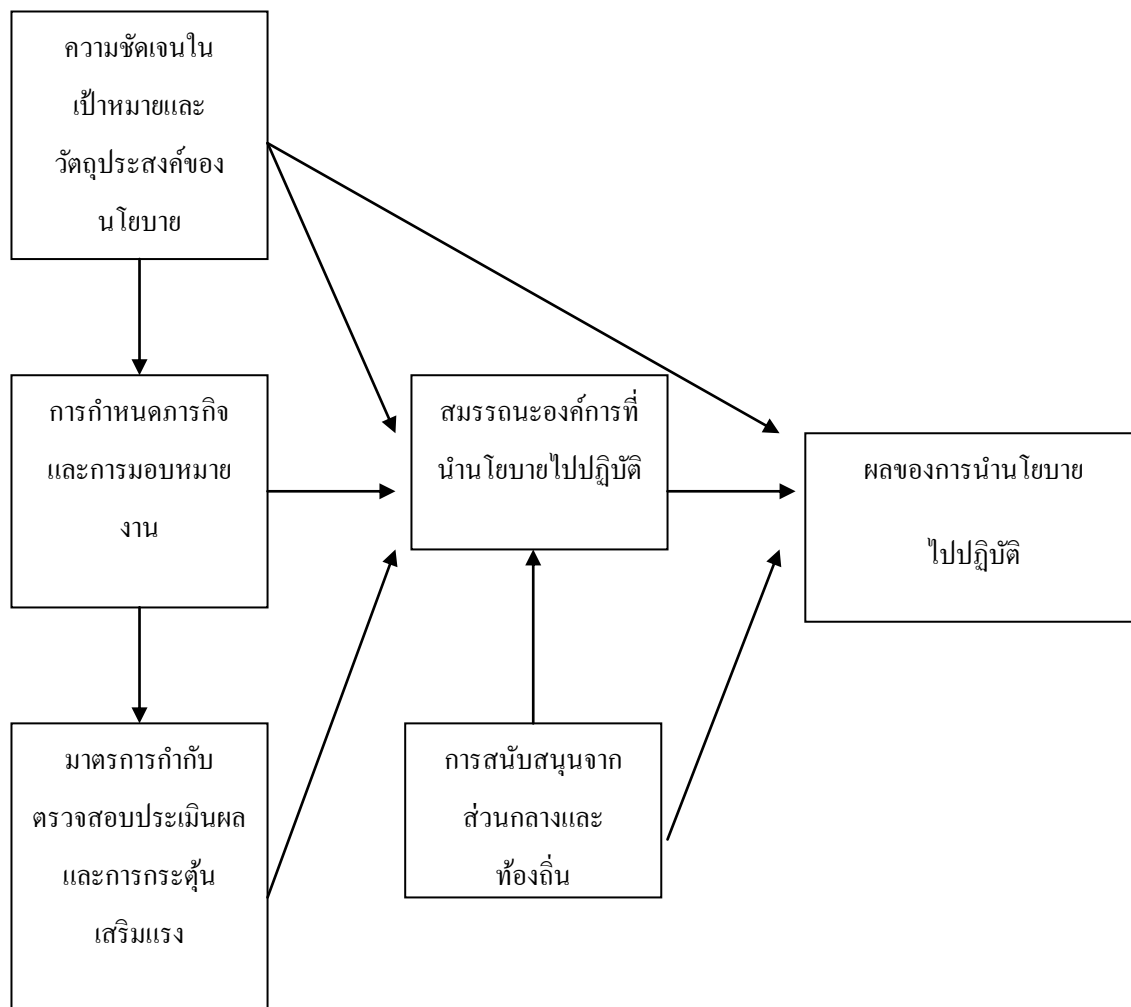 ความชัดเจนใน
เป้าหมายและ
วัตถุประสงค์ของ
นโยบาย
การกำหนดภารกิจ
และการมอบหมาย
งาน
สมรรถนะองค์การที่
นำนโยบายไปปฏิบัติ
ผลของการนำนโยบาย
ไปปฏิบัติ
มาตรการกำกับ
ตรวจสอบประเมินผล
และการกระตุ้น
เสริมแรง
การสนับสนุนจาก
ส่วนกลางและ
ท้องถิ่น